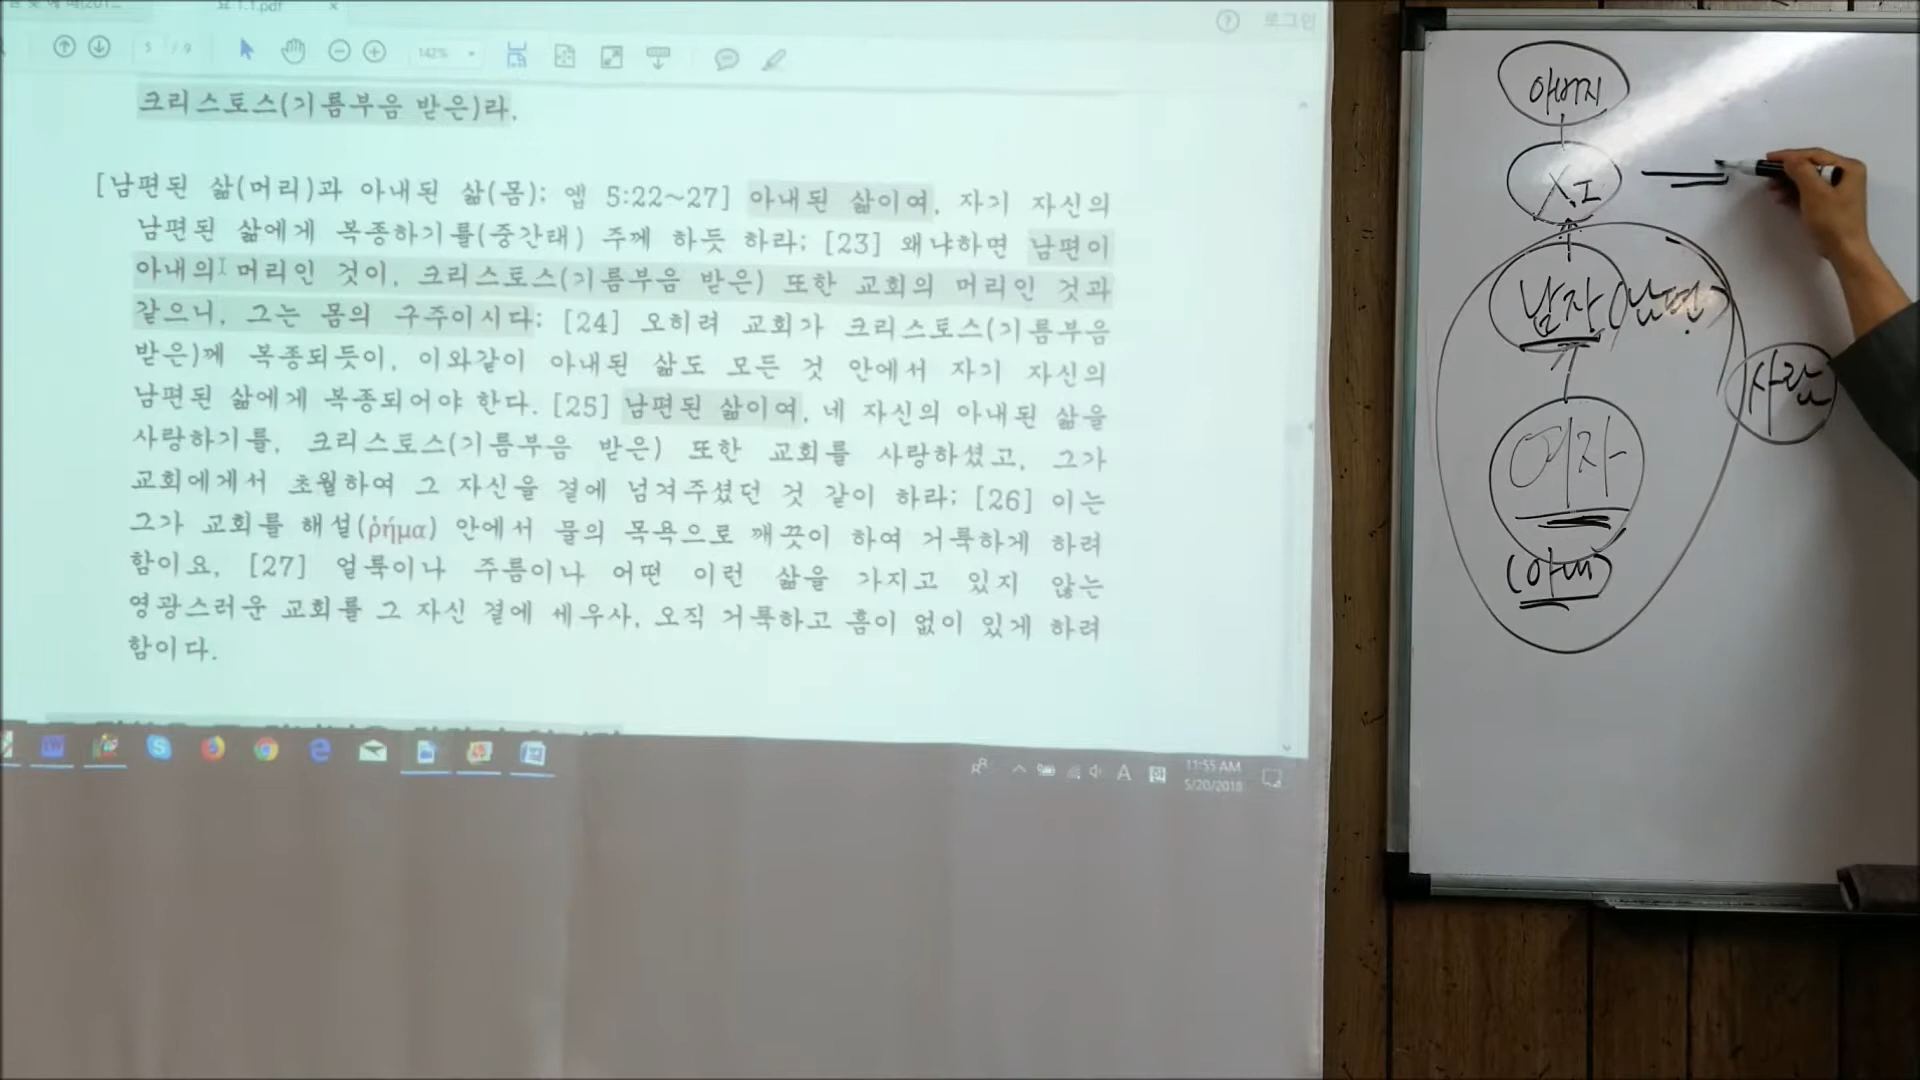 요 1.1.pdf
로그인
5 / 9
142%
크리스토스(기름부음 받은)라.
[남편된 삶(머리)과 아내된 삶(몸): 엡 5:22~27] 아내된 삶이여, 자기 자신의
남편된 삶에게 복종하기를(중간태) 주께 하듯 하라; [23] 왜냐하면 남편이
아내의 머리인 것이, 크리스토스(기름부음 받은) 또한 교회의 머리인 것과
같으니, 그는 몸의 구주이시다; [24] 오히려 교회가 크리스토스(기름부음
받은)께 복종되듯이, 이와같이 아내된 삶도 모든 것 안에서 자기 자신의
남편된 삶에게 복종되어야 한다. [25] 남편된 삶이여, 네 자신의 아내된 삶을
사랑하기를, 크리스토스(기름부음 받은) 또한 교회를 사랑하셨고, 그가
교회에게서 초월하여 그 자신을 곁에 넘겨주셨던 것 같이 하라; [26] 이는
그가 교회를 해설(ῥήμα) 안에서 물의 목욕으로 깨끗이 하여 거룩하게 하려
함이요, [27] 얼룩이나 주름이나 어떤 이런 삶을 가지고 있지 않는
영광스러운 교회를 그 자신 곁에 세우사, 오직 거룩하고 흠이 없이 있게 하려
함이다.
A
11:55 AM
5/20/2018
아버지
남자 (남편)
사람
여자
(아내)